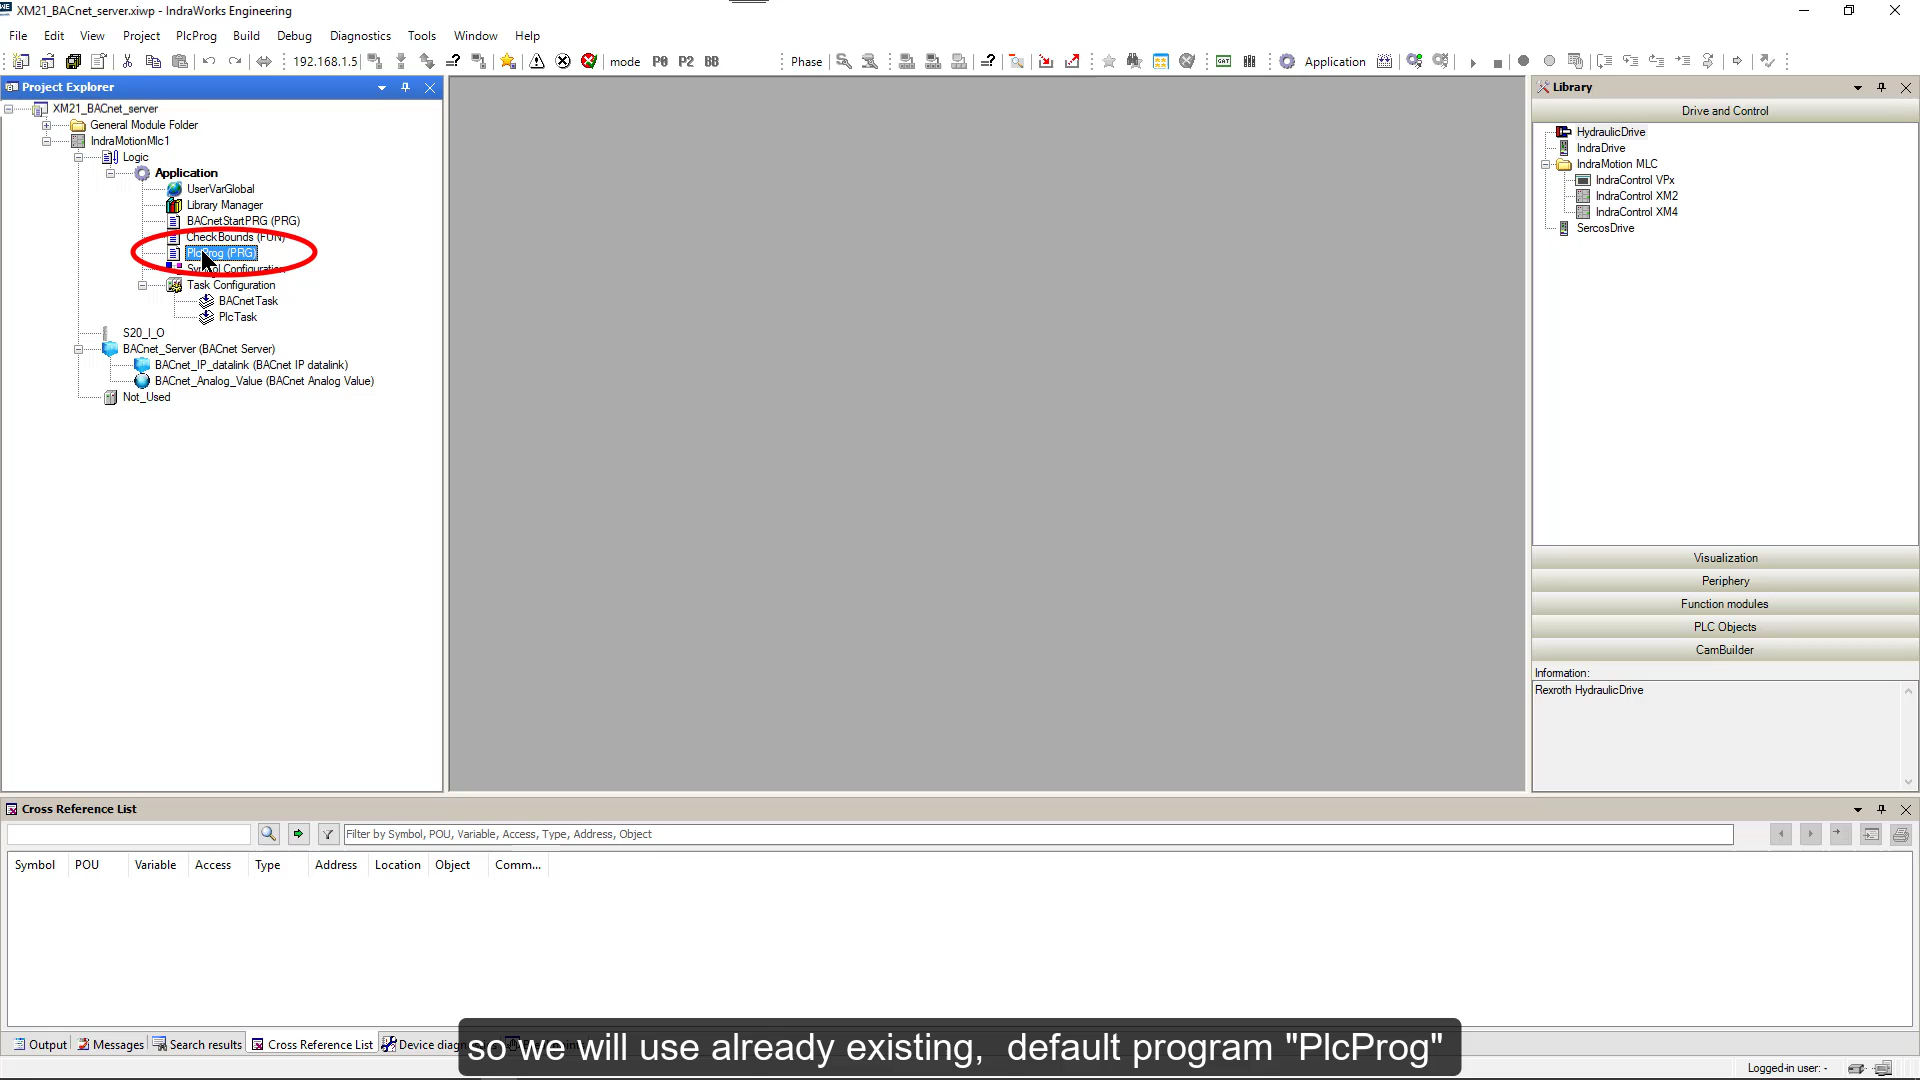 XM21_BACnet_server.xiwp - IndraWorks Engineering
File Edit View Project PlcProg Build Debug Diagnostics Tools Window Help
192.168.1.5 mode P0 P2 BB Phase Application
Project Explorer
XM21_BACnet_server
General Module Folder
IndraMotionMlc1
Logic
Application
UserVarGlobal
Library Manager
BACnetStartPRG (PRG)
CheckBounds (FUN)
PlcProg (PRG)
Symbol Configuration
Task Configuration
BACnetTask
PlcTask
S20_I_O
BACnet_Server (BACnet Server)
BACnet_IP_datalink (BACnet IP datalink)
BACnet_Analog_Value (BACnet Analog Value)
Not_Used
Library
Drive and Control
HydraulicDrive
IndraDrive
IndraMotion MLC
IndraControl VPx
IndraControl XM2
IndraControl XM4
SercosDrive
Visualization
Periphery
Function modules
PLC Objects
CamBuilder
Information:
Rexroth HydraulicDrive
Cross Reference List
Filter by Symbol, POU, Variable, Access, Type, Address, Object
Symbol POU Variable Access Type Address Location Object Comm...
Output Messages Search results Cross Reference List Device
so we will use already existing, default program "PlcProg"
Logged-in user: -